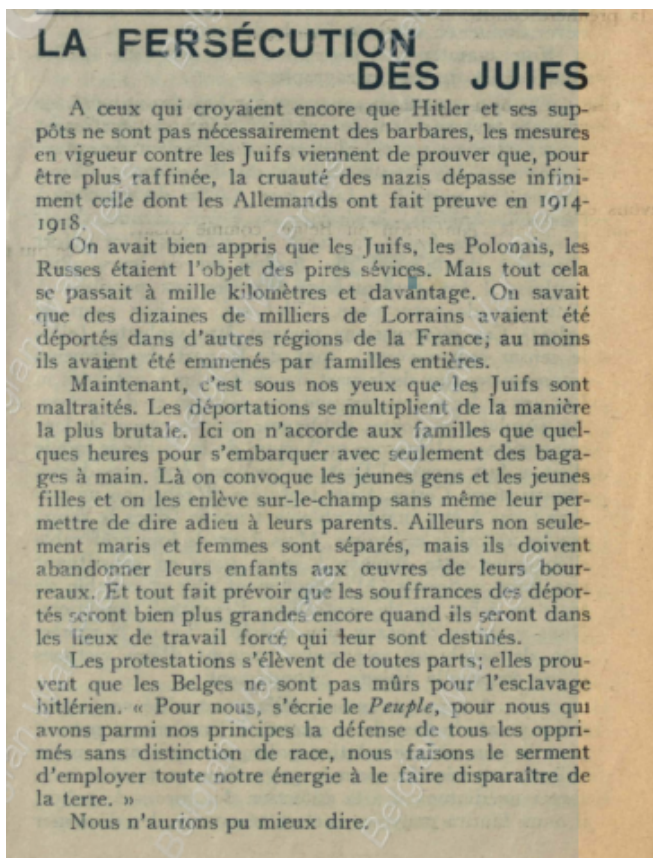 LA PERSÉCUTION
DES JUIFS
A ceux qui croyaient encore que Hitler et ses sup-
pôts ne sont pas nécessairement des barbares, les mesures
en vigueur contre les Juifs viennent de prouver que, pour
être plus raffinée, la cruauté des nazis dépasse infini-
ment celle dont les Allemands ont fait preuve en 1914-
1918.
On avait bien appris que les Juifs, les Polonais, les
Russes étaient l'objet des pires sévices. Mais tout cela
se passait à mille kilomètres et davantage. On savait
que des dizaines de milliers de Lorrains avaient été
déportés dans d'autres régions de la France; au moins
ils avaient été emmenés par familles entières.
Maintenant, c'est sous nos yeux que les Juifs sont
maltraités. Les déportations se multiplient de la manière
la plus brutale. Ici on n'accorde aux familles que quel-
ques heures pour s'embarquer avec seulement des baga-
ges à main. Là on convoque les jeunes gens et les jeunes
filles et on les enlève sur-le-champ sans même leur per-
mettre de dire adieu à leurs parents. Ailleurs non seule-
ment maris et femmes sont séparés, mais ils doivent
abandonner leurs enfants aux œuvres de leurs bour-
reaux. Et tout fait prévoir que les souffrances des dépor-
tés seront bien plus grandes encore quand ils seront dans
les lieux de travail forcé qui leur sont destinés.
Les protestations s'élèvent de toutes parts; elles prou-
vent que les Belges ne sont pas mûrs pour l'esclavage
hitlérien. « Pour nous, s'écrie le Peuple, pour nous qui
avons parmi nos principes la défense de tous les oppri-
més sans distinction de race, nous faisons le serment
d'employer toute notre énergie à le faire disparaître de
la terre. »
Nous n'aurions pu mieux dire.